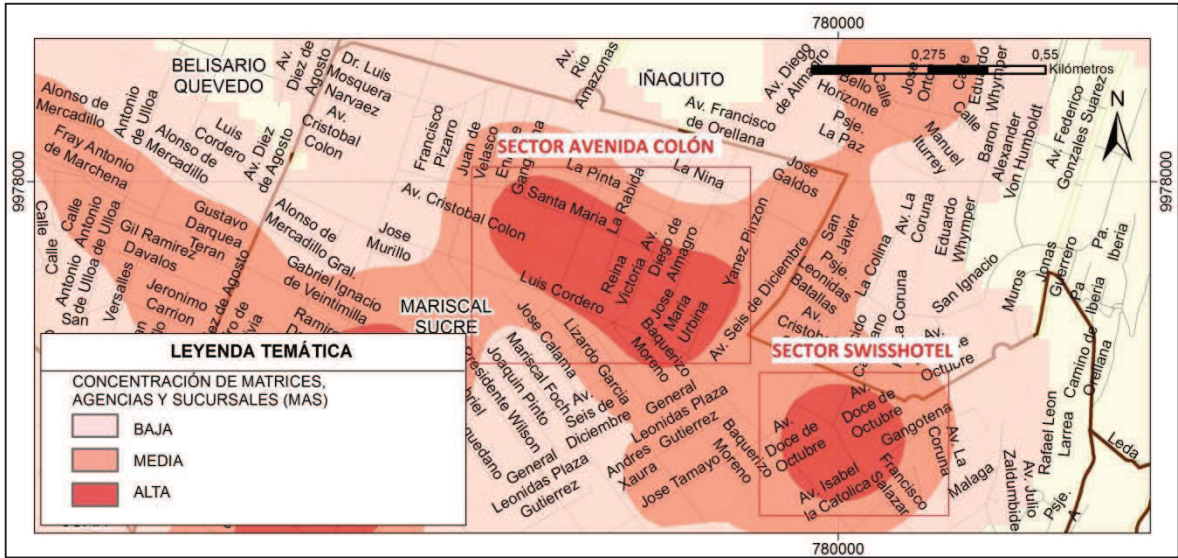 780000
0,275
0,55
Kilómetros
N
BELISARIO
QUEVEDO
IÑAQUITO
MARISCAL
SUCRE
SECTOR AVENIDA COLÓN
SECTOR SWISSHOTEL
9978000
9978000
Alonso de
Mercadillo
Fray Antonio
de Marchena
Antonio
de Ulloa
Alonso de
Mercadillo
Luis
Cordero
Av. Diez
de Agosto
Av.
Diez de
Agosto
Dr. Luis
Mosquera
Narvaez
Av.
Cristobal
Colon
Francisco
Pizarro
Juan de
Velasco
Av.
Rio
Amazonas
Av. Francisco
de Orellana
Av. Diego
de Almagro
Bello
Horizonte
Psje.
La Paz
Calle
Jose
Calle
Eduardo
Whymper
Calle
Manuel
Iturrey
Baron
Alexander
Von Humboldt
Av. Federico
Gonzales Suarez
La Pinta
La Nina
Santa Maria
La Rabida
Jose
Galdos
Av. Cristobal Colon
Luis Cordero
Reina
Victoria
Av.
Diego de
Almagro
Jose
Maria
Urbina
Yanez Pinzon
Baquerizo
Moreno
Av. Seis de Diciembre
San
Javier
Psje.
Leonidas
Batallas
Av.
La Colina
Av. La
Coruna
Eduardo
Whymper
San Ignacio
Muros
Jonas
Guerrero
Pa.
Iberia
Pa
Iberia
Camino de
Orellana
Calle
Calle
Calle
Antonio
de Ulloa
San
Antonio
de Ulloa
Versalles
Gil Ramirez
Davalos
Gustavo
Darquea
Teran
Jeronimo
Carrion
Alonso de
Mercadillo Gral.
Jose
Murillo
Gabriel Ignacio
de Veintimilla
Jose Calama
Lizardo Garcia
Mariscal Foch
Joaquin Pinto
Presidente Wilson
Av.
Seis de
Diciembre
General
Leonidas Plaza
Gutierrez
General
Leonidas Plaza
Gutierrez
Andres
Xaura
Jose Tamayo
Baquerizo
Moreno
Av.
Doce de
Octubre
Av.
Doce de
Octubre
Av.
Octubre
Gangotena
Av. Isabel
la Catolica
Francisco
Salazar
Av. La
Coruna
Malaga
Av. Julio
Zaldumbide
Rafael Leon
Larrea
Psje.
A
Leda
LEYENDA TEMÁTICA
CONCENTRACIÓN DE MATRICES,
AGENCIAS Y SUCURSALES (MAS)
BAJA
MEDIA
ALTA
780000